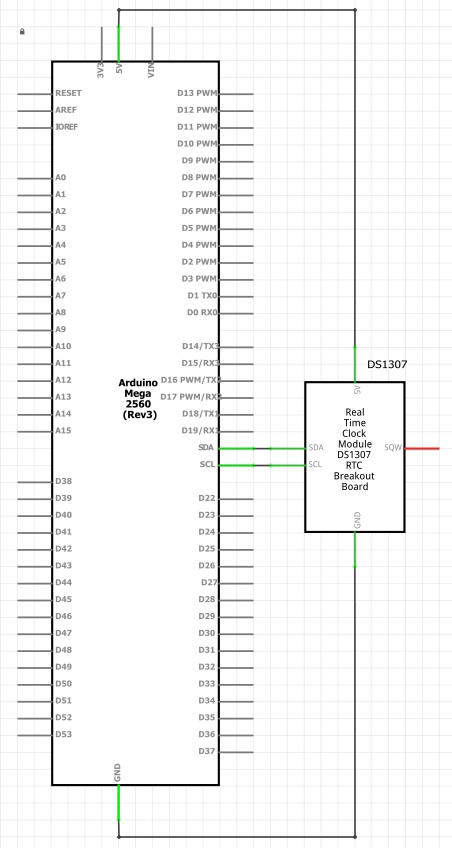 3V3
5V
VIN
RESET
AREF
IOREF
D13 PWM
D12 PWM
D11 PWM
D10 PWM
D9 PWM
A0
D8 PWM
A1
D7 PWM
A2
D6 PWM
A3
D5 PWM
A4
D4 PWM
A5
D2 PWM
A6
D3 PWM
A7
D1 TX0
A8
D0 RX0
A9
A10
D14/TX3
A11
D15/RX3
A12
D16 PWM/TX2
A13
D17 PWM/RX2
A14
D18/TX1
A15
D19/RX1
Arduino
Mega
2560
(Rev3)
SDA
SCL
DS1307
5V
Real
Time
Clock
Module
DS1307
RTC
Breakout
Board
SDA
SCL
SQW
GND
D38
D39
D22
D40
D23
D41
D24
D42
D25
D43
D26
D44
D27
D45
D28
D46
D29
D47
D30
D48
D31
D49
D32
D50
D33
D51
D34
D52
D35
D53
D36
D37
GND